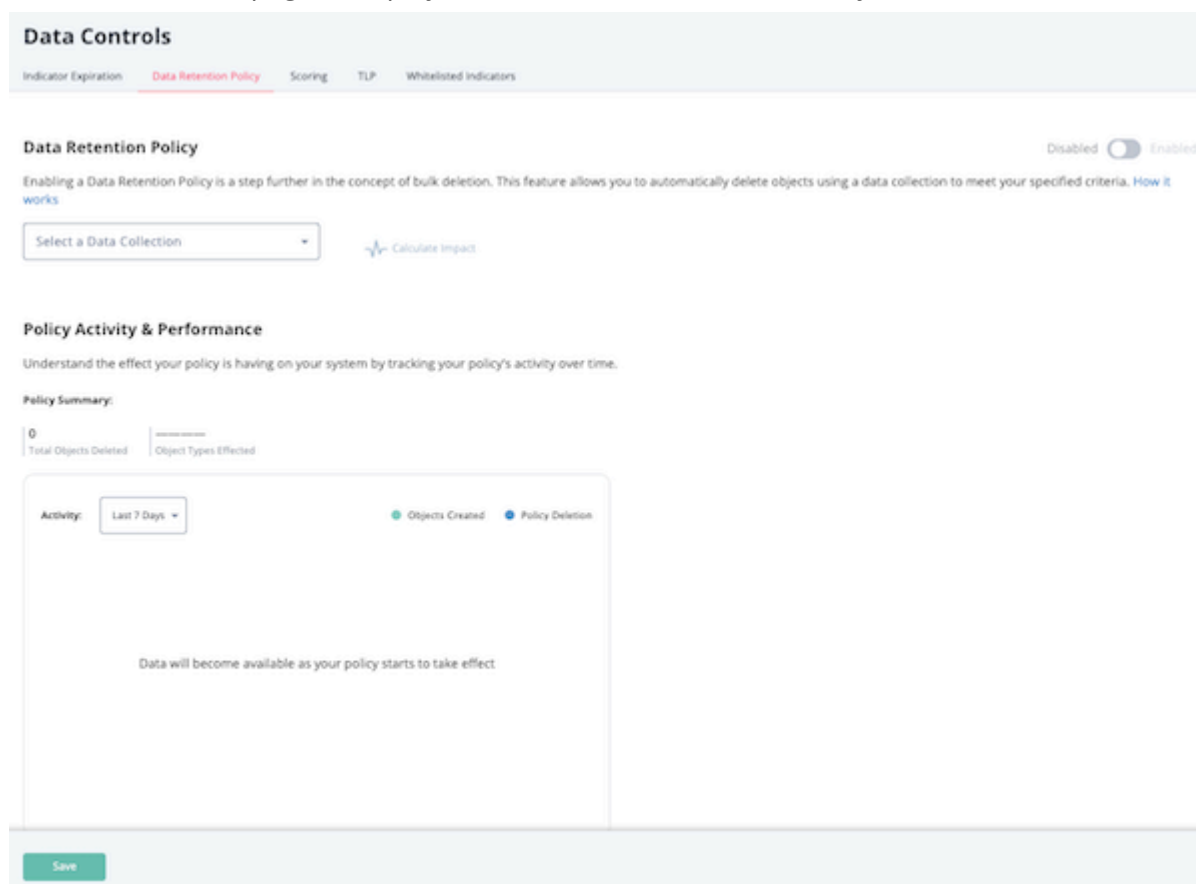 Data Controls
Indicator Expiration Data Retention Policy Scoring TLP Whitelisted Indicators
Data Retention Policy Disabled Enabled
Enabling a Data Retention Policy is a step further in the concept of bulk deletion. This feature allows you to automatically delete objects using a data collection to meet your specified criteria. How it
works
Select a Data Collection Calculate Impact
Policy Activity & Performance
Understand the effect your policy is having on your system by tracking your policy's activity over time.
Policy Summary:
0 ————
Total Objects Deleted Object Types Effected
Activity: Last 7 Days Objects Created Policy Deletion
Data will become available as your policy starts to take effect
Save